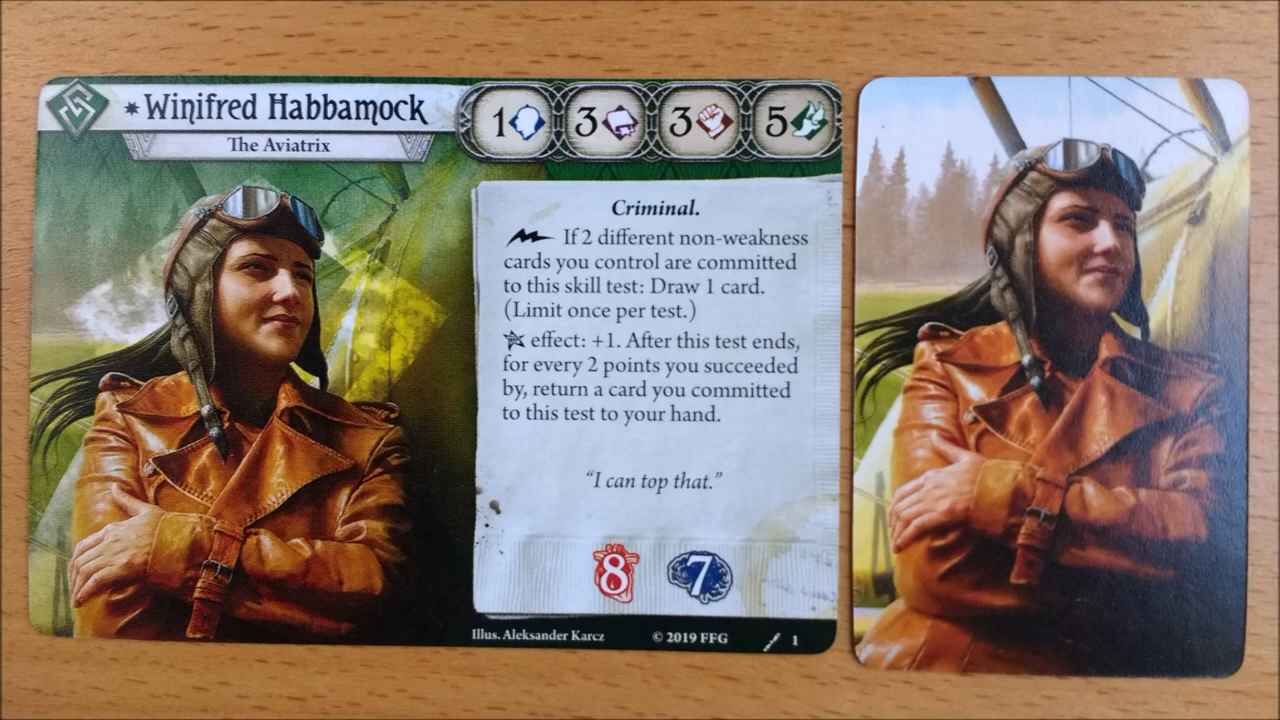 *Winifred Habbamock
The Aviatrix
1 3 3 5
Criminal.
If 2 different non-weakness
cards you control are committed
to this skill test: Draw 1 card.
(Limit once per test.)
effect: +1. After this test ends,
for every 2 points you succeeded
by, return a card you committed
to this test to your hand.
“I can top that.”
8 7
Illus. Aleksander Karcz © 2019 FFG 1